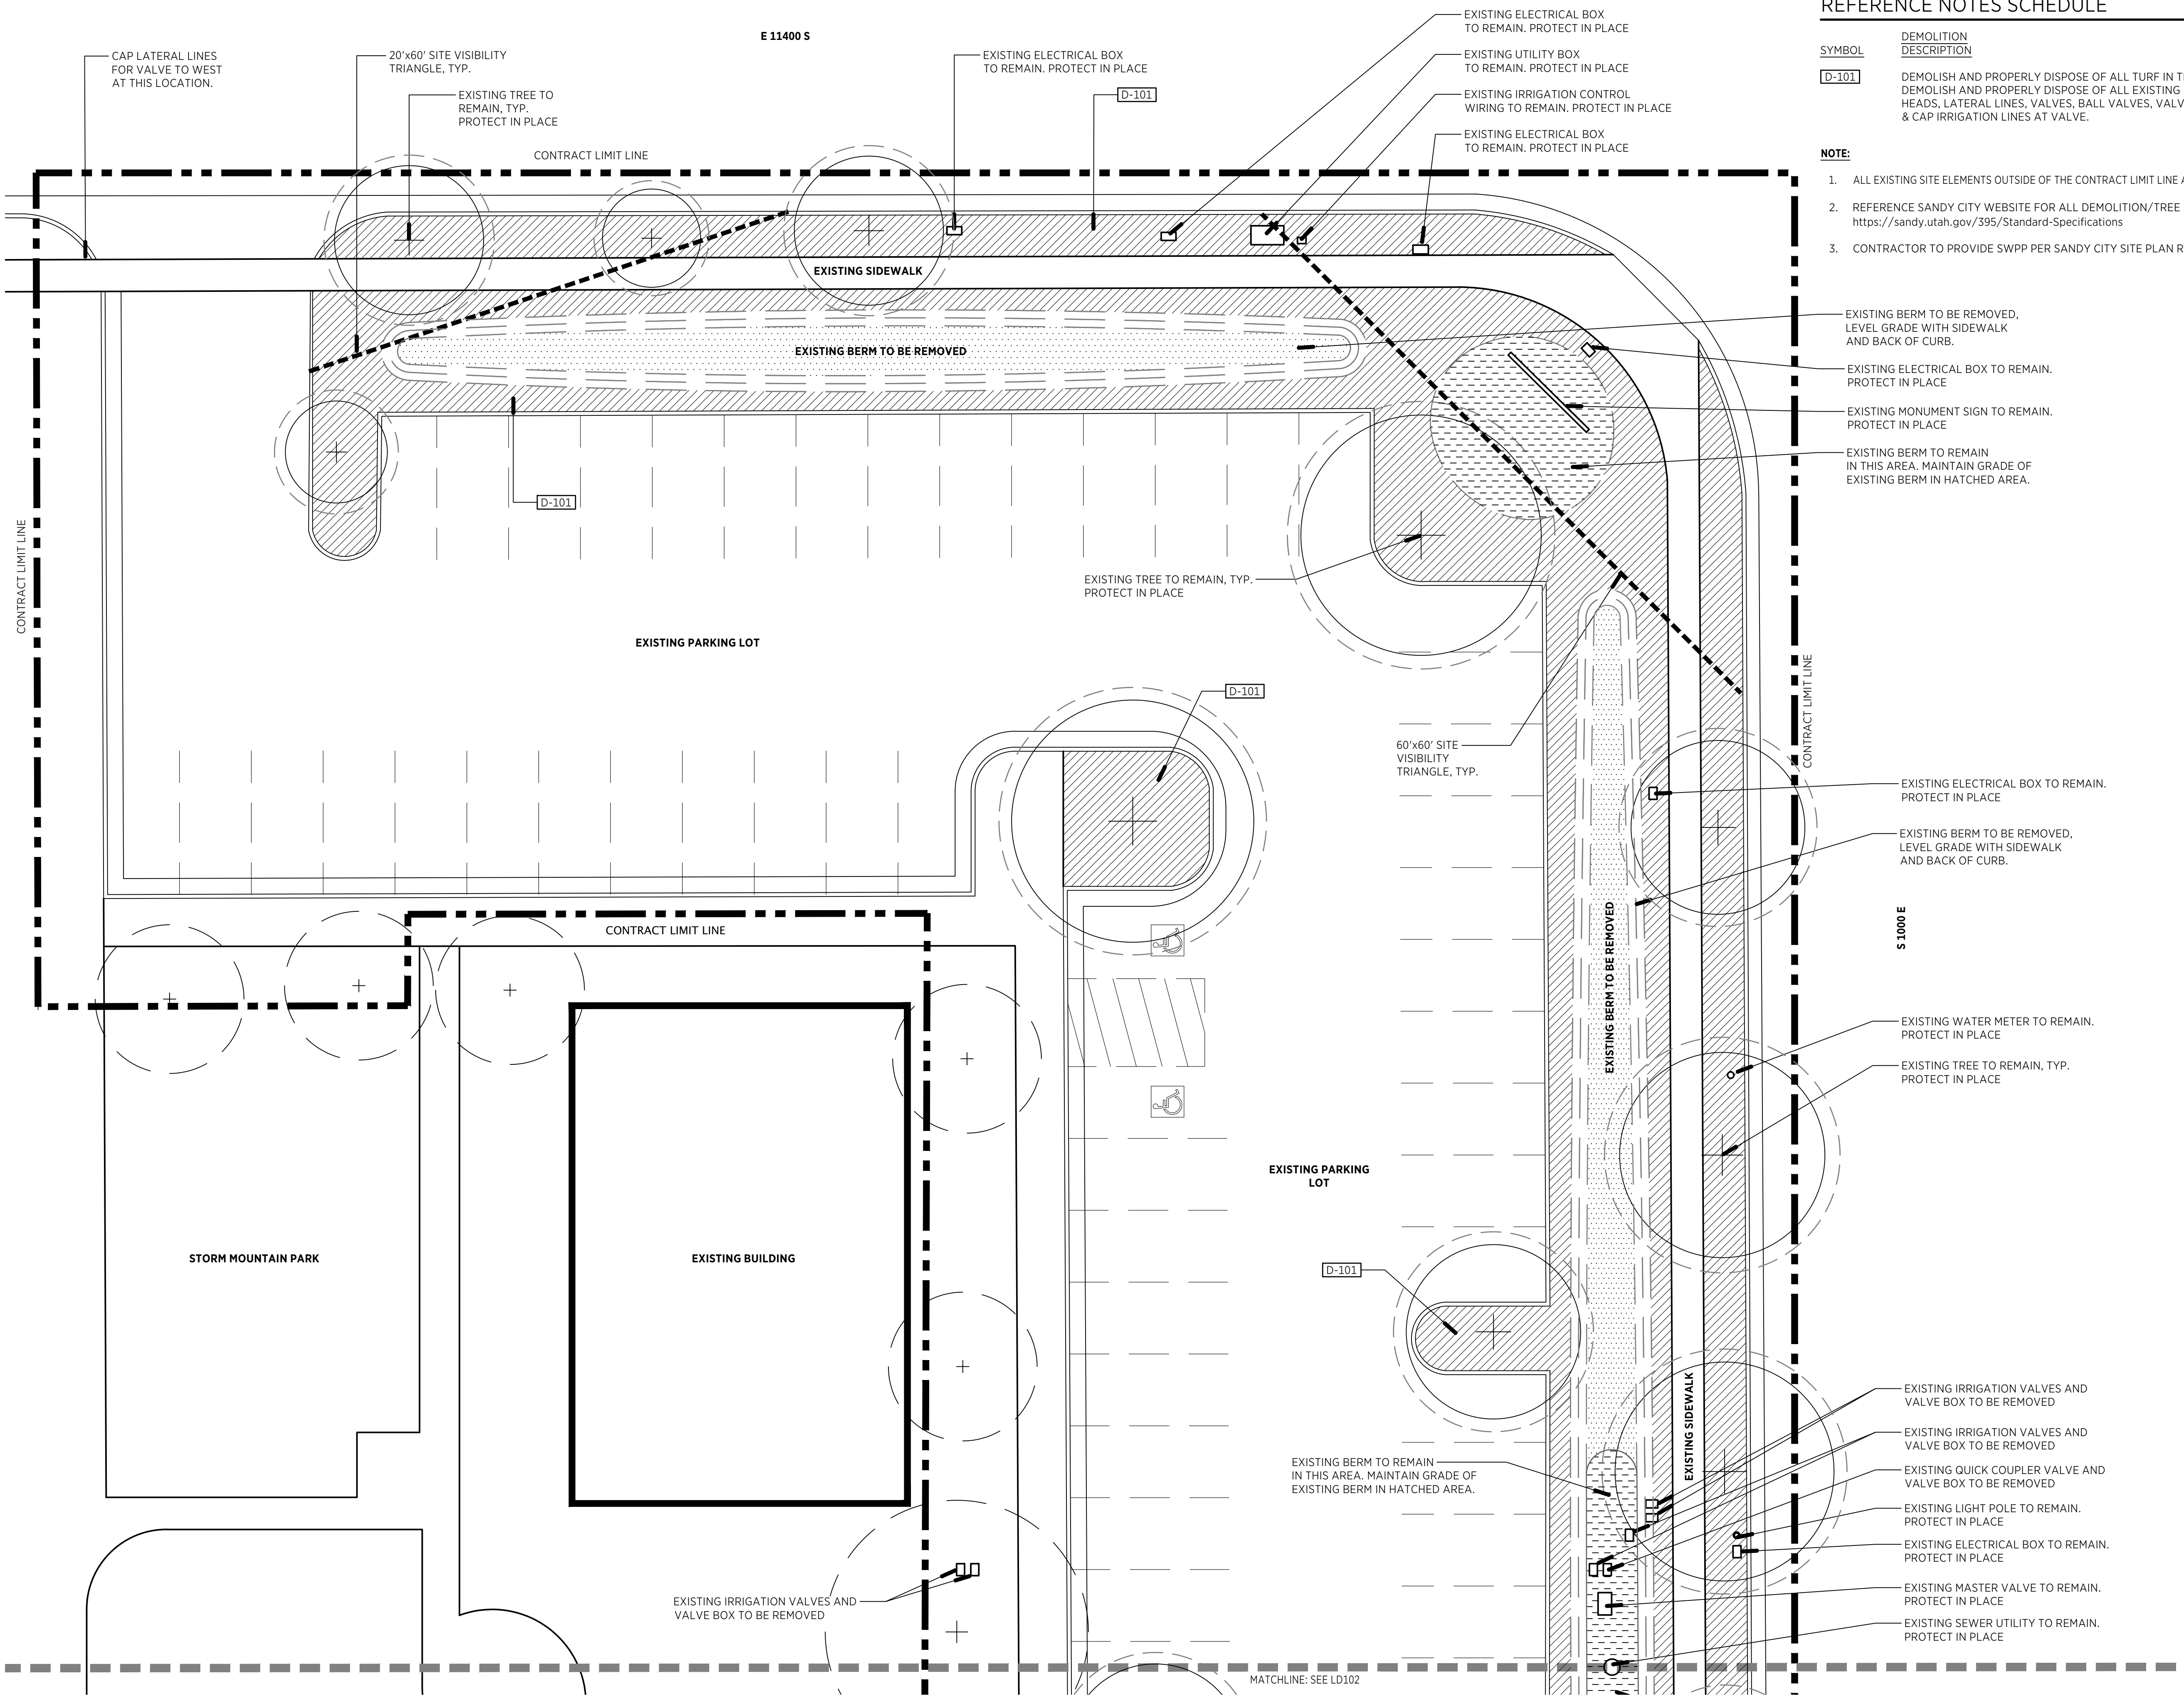 REFERENCE NOTES SCHEDULE
DEMOLITION
SYMBOL DESCRIPTION
D-101 DEMOLISH AND PROPERLY DISPOSE OF ALL TURF IN
DEMOLISH AND PROPERLY DISPOSE OF ALL EXISTING
HEADS, LATERAL LINES, VALVES, BALL VALVES,
& CAP IRRIGATION LINES AT VALVE.
NOTE:
1. ALL EXISTING SITE ELEMENTS OUTSIDE OF THE CONTRACT LIMIT LINE
2. REFERENCE SANDY CITY WEBSITE FOR ALL DEMOLITION/TREE
https://sandy.utah.gov/395/Standard-Specifications
3. CONTRACTOR TO PROVIDE SWPP PER SANDY CITY SITE PLAN
E 11400 S
CAP LATERAL LINES
FOR VALVE TO WEST
AT THIS LOCATION.
20'x60' SITE VISIBILITY
TRIANGLE, TYP.
EXISTING TREE TO
REMAIN, TYP.
PROTECT IN PLACE
CONTRACT LIMIT LINE
EXISTING ELECTRICAL BOX
TO REMAIN. PROTECT IN PLACE
D-101
EXISTING ELECTRICAL BOX
TO REMAIN. PROTECT IN PLACE
EXISTING UTILITY BOX
TO REMAIN. PROTECT IN PLACE
EXISTING IRRIGATION CONTROL
WIRING TO REMAIN. PROTECT IN PLACE
EXISTING ELECTRICAL BOX
TO REMAIN. PROTECT IN PLACE
EXISTING SIDEWALK
EXISTING BERM TO BE REMOVED
EXISTING BERM TO BE REMOVED,
LEVEL GRADE WITH SIDEWALK
AND BACK OF CURB.
EXISTING ELECTRICAL BOX TO REMAIN.
PROTECT IN PLACE
EXISTING MONUMENT SIGN TO REMAIN.
PROTECT IN PLACE
EXISTING BERM TO REMAIN
IN THIS AREA. MAINTAIN GRADE OF
EXISTING BERM IN HATCHED AREA.
CONTRACT LIMIT LINE
D-101
EXISTING TREE TO REMAIN, TYP.
PROTECT IN PLACE
EXISTING PARKING LOT
D-101
60'x60' SITE
VISIBILITY
TRIANGLE, TYP.
CONTRACT LIMIT LINE
EXISTING ELECTRICAL BOX TO REMAIN.
PROTECT IN PLACE
EXISTING BERM TO BE REMOVED,
LEVEL GRADE WITH SIDEWALK
AND BACK OF CURB.
S 1000 E
CONTRACT LIMIT LINE
EXISTING BERM TO BE REMOVED
EXISTING WATER METER TO REMAIN.
PROTECT IN PLACE
EXISTING TREE TO REMAIN, TYP.
PROTECT IN PLACE
EXISTING PARKING
LOT
STORM MOUNTAIN PARK
EXISTING BUILDING
D-101
EXISTING SIDEWALK
EXISTING BERM TO REMAIN
IN THIS AREA. MAINTAIN GRADE OF
EXISTING BERM IN HATCHED AREA.
EXISTING IRRIGATION VALVES AND
VALVE BOX TO BE REMOVED
EXISTING IRRIGATION VALVES AND
VALVE BOX TO BE REMOVED
EXISTING QUICK COUPLER VALVE AND
VALVE BOX TO BE REMOVED
EXISTING LIGHT POLE TO REMAIN.
PROTECT IN PLACE
EXISTING ELECTRICAL BOX TO REMAIN.
PROTECT IN PLACE
EXISTING MASTER VALVE TO REMAIN.
PROTECT IN PLACE
EXISTING SEWER UTILITY TO REMAIN.
PROTECT IN PLACE
EXISTING IRRIGATION VALVES AND
VALVE BOX TO BE REMOVED
MATCHLINE: SEE LD102